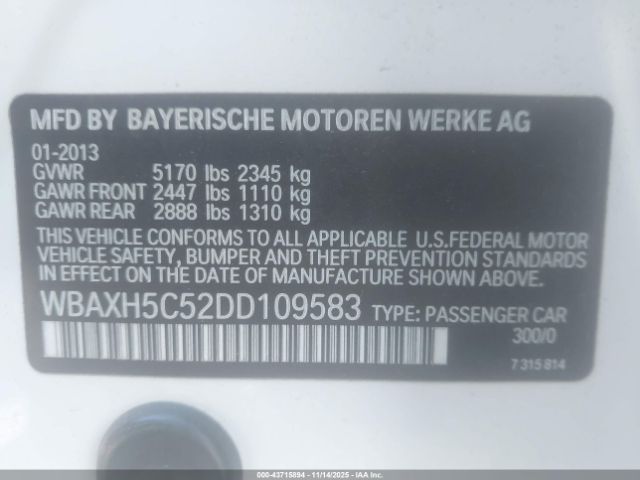 MFD BY BAYERISCHE MOTOREN WERKE AG
01-2013
GVWR 5170 lbs 2345 kg
GAWR FRONT 2447 lbs 1110 kg
GAWR REAR 2888 lbs 1310 kg
THIS VEHICLE CONFORMS TO ALL APPLICABLE U.S.FEDERAL MOTOR
VEHICLE SAFETY, BUMPER AND THEFT PREVENTION STANDARDS
IN EFFECT ON THE DATE OF MANUFACTURE SHOWN ABOVE.
WBAXH5C52DD109583 TYPE: PASSENGER CAR
300/0
7 315 814
000-43715894 - 11/14/2025 - IAAI, Inc.